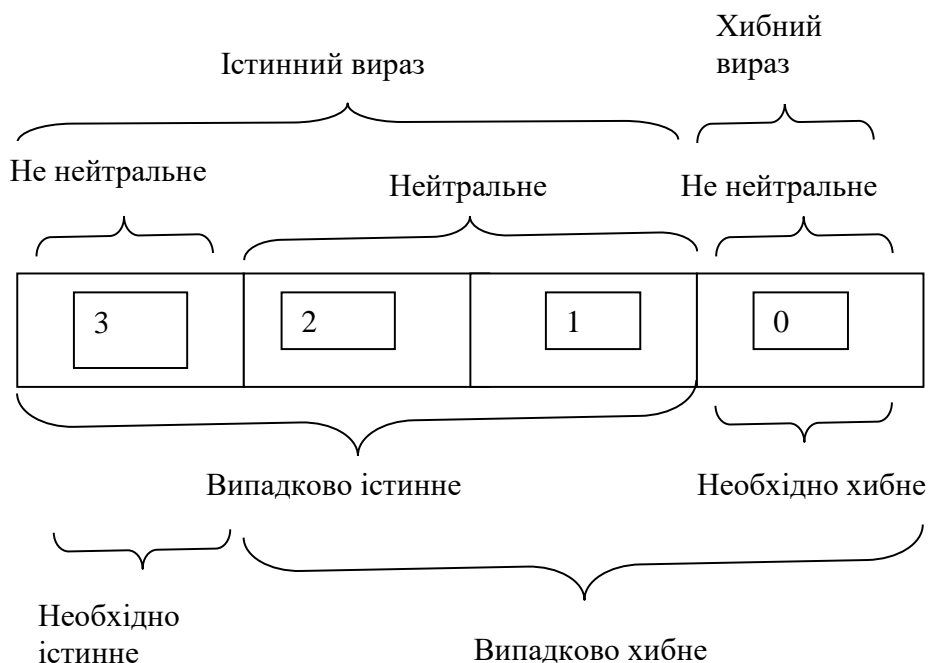 Хибний
вираз
Істинний вираз
Не нейтральне
Нейтральне
Не нейтральне
3
2
1
0
Випадково істинне
Необхідно хибне
Необхідно
істинне
Випадково хибне